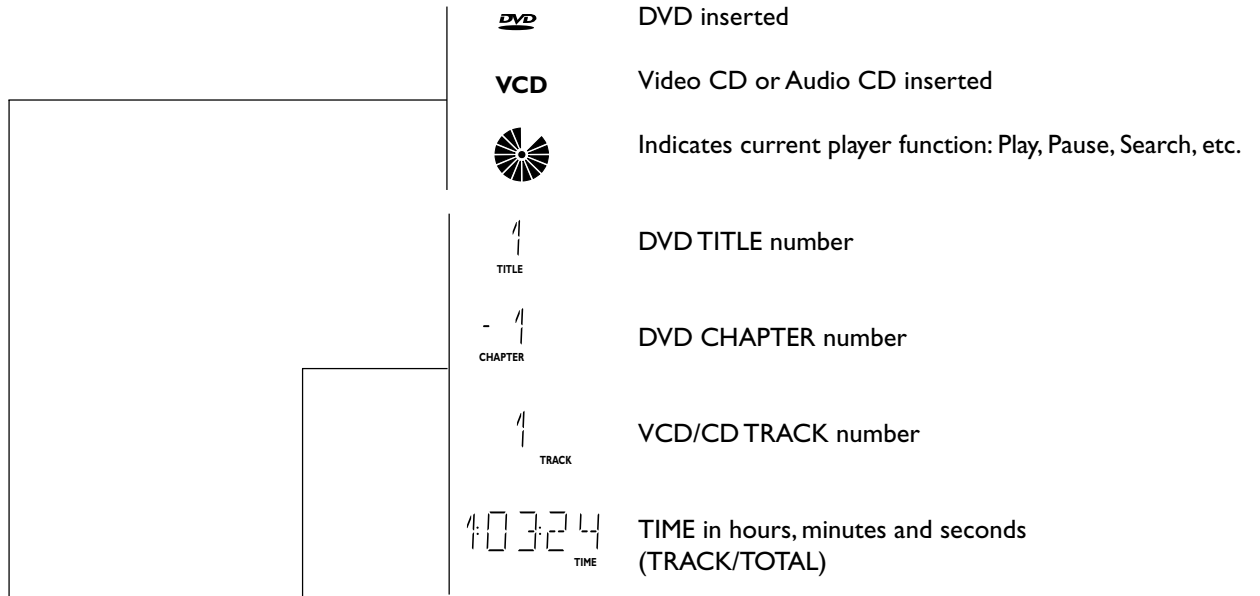 DVD DVD inserted
VCD Video CD or Audio CD inserted
Indicates current player function: Play, Pause, Search, etc.
1 DVD TITLE number
TITLE
- 1 DVD CHAPTER number
CHAPTER
1 VCD/CD TRACK number
TRACK
1:03:24 TIME in hours, minutes and seconds
TIME (TRACK/TOTAL)